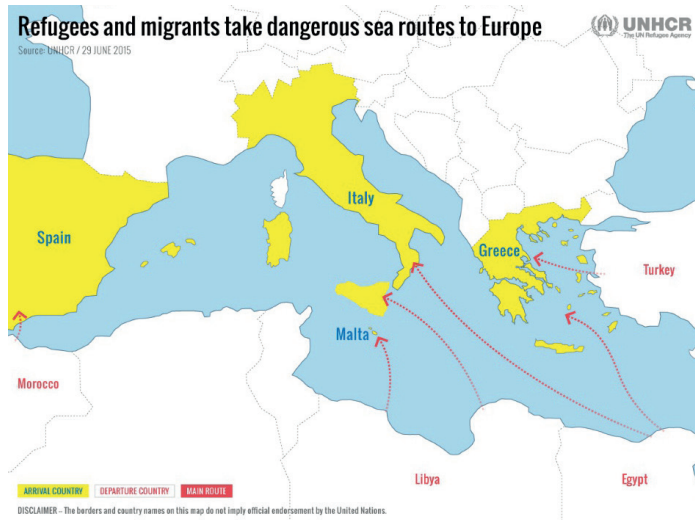 Refugees and migrants take dangerous sea routes to Europe
Source: UNHCR / 29 JUNE 2015
UNHCR
The UN Refugee Agency
Italy
Spain
Greece
Turkey
Malta
Morocco
Libya
Egypt
ARRIVAL COUNTRY
DEPARTURE COUNTRY
MAIN ROUTE
DISCLAIMER – The borders and country names on this map do not imply official endorsement by the United Nations.